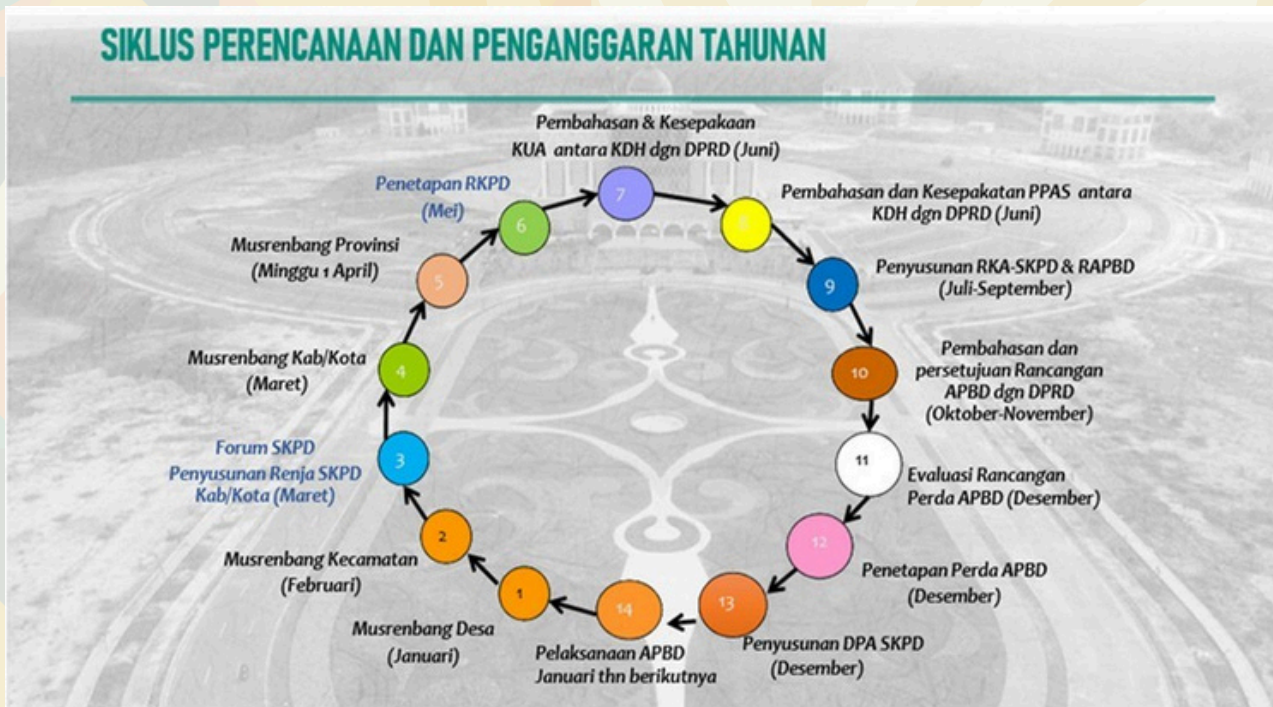 SIKLUS PERENCANAAN DAN PENGANGGARAN TAHUNAN
Pembahasan & Kesepakaan
KUA antara KDH dgn DPRD (Juni)
7
Penetapan RKPD
(Mei)
6
Pembahasan dan Kesepakatan PPAS antara
KDH dgn DPRD (Juni)
8
Musrenbang Provinsi
(Minggu 1 April)
5
Penyusunan RKA-SKPD & RAPBD
(Juli-September)
9
Musrenbang Kab/Kota
(Maret)
4
Pembahasan dan
persetujuan Rancangan
APBD dgn DPRD
(Oktober-November)
10
Forum SKPD
Penyusunan Renja SKPD
Kab/Kota (Maret)
3
11
Evaluasi Rancangan
Perda APBD (Desember)
Musrenbang Kecamatan
(Februari)
2
12
Penetapan Perda APBD
(Desember)
Musrenbang Desa
(Januari)
1
14
Pelaksanaan APBD
Januari thn berikutnya
13
Penyusunan DPA SKPD
(Desember)